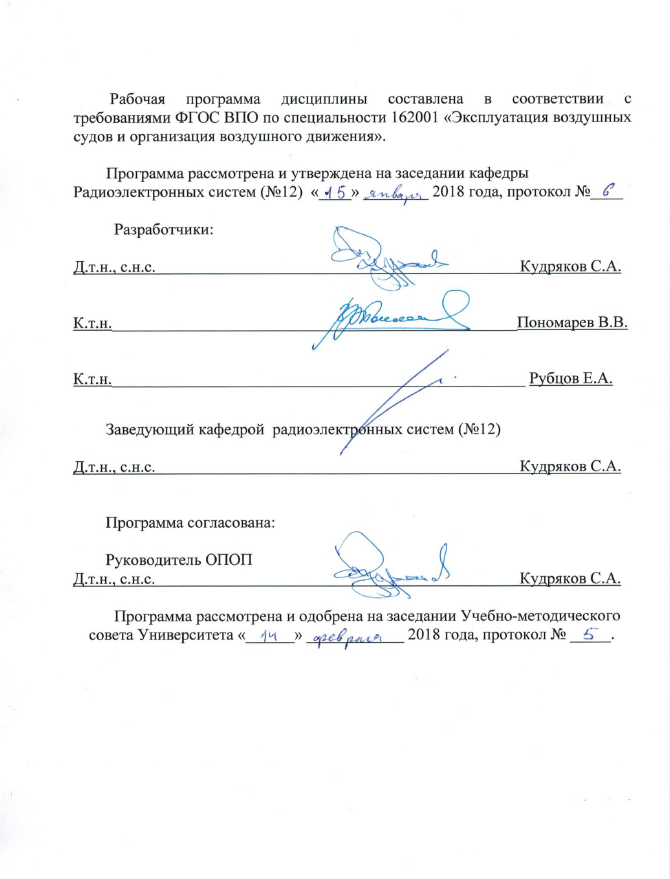 Рабочая программа дисциплины составлена в соответствии с
требованиями ФГОС ВПО по специальности 162001 «Эксплуатация воздушных
судов и организация воздушного движения».
Программа рассмотрена и утверждена на заседании кафедры
Радиоэлектронных систем (№12) «15» января 2018 года, протокол № 6
Разработчики:
Д.т.н., с.н.с. Кудряков С.А.
К.т.н. Пономарев В.В.
К.т.н. Рубцов Е.А.
Заведующий кафедрой радиоэлектронных систем (№12)
Д.т.н., с.н.с. Кудряков С.А.
Программа согласована:
Руководитель ОПОП
Д.т.н., с.н.с. Кудряков С.А.
Программа рассмотрена и одобрена на заседании Учебно-методического
совета Университета «14» февраля 2018 года, протокол № 5.